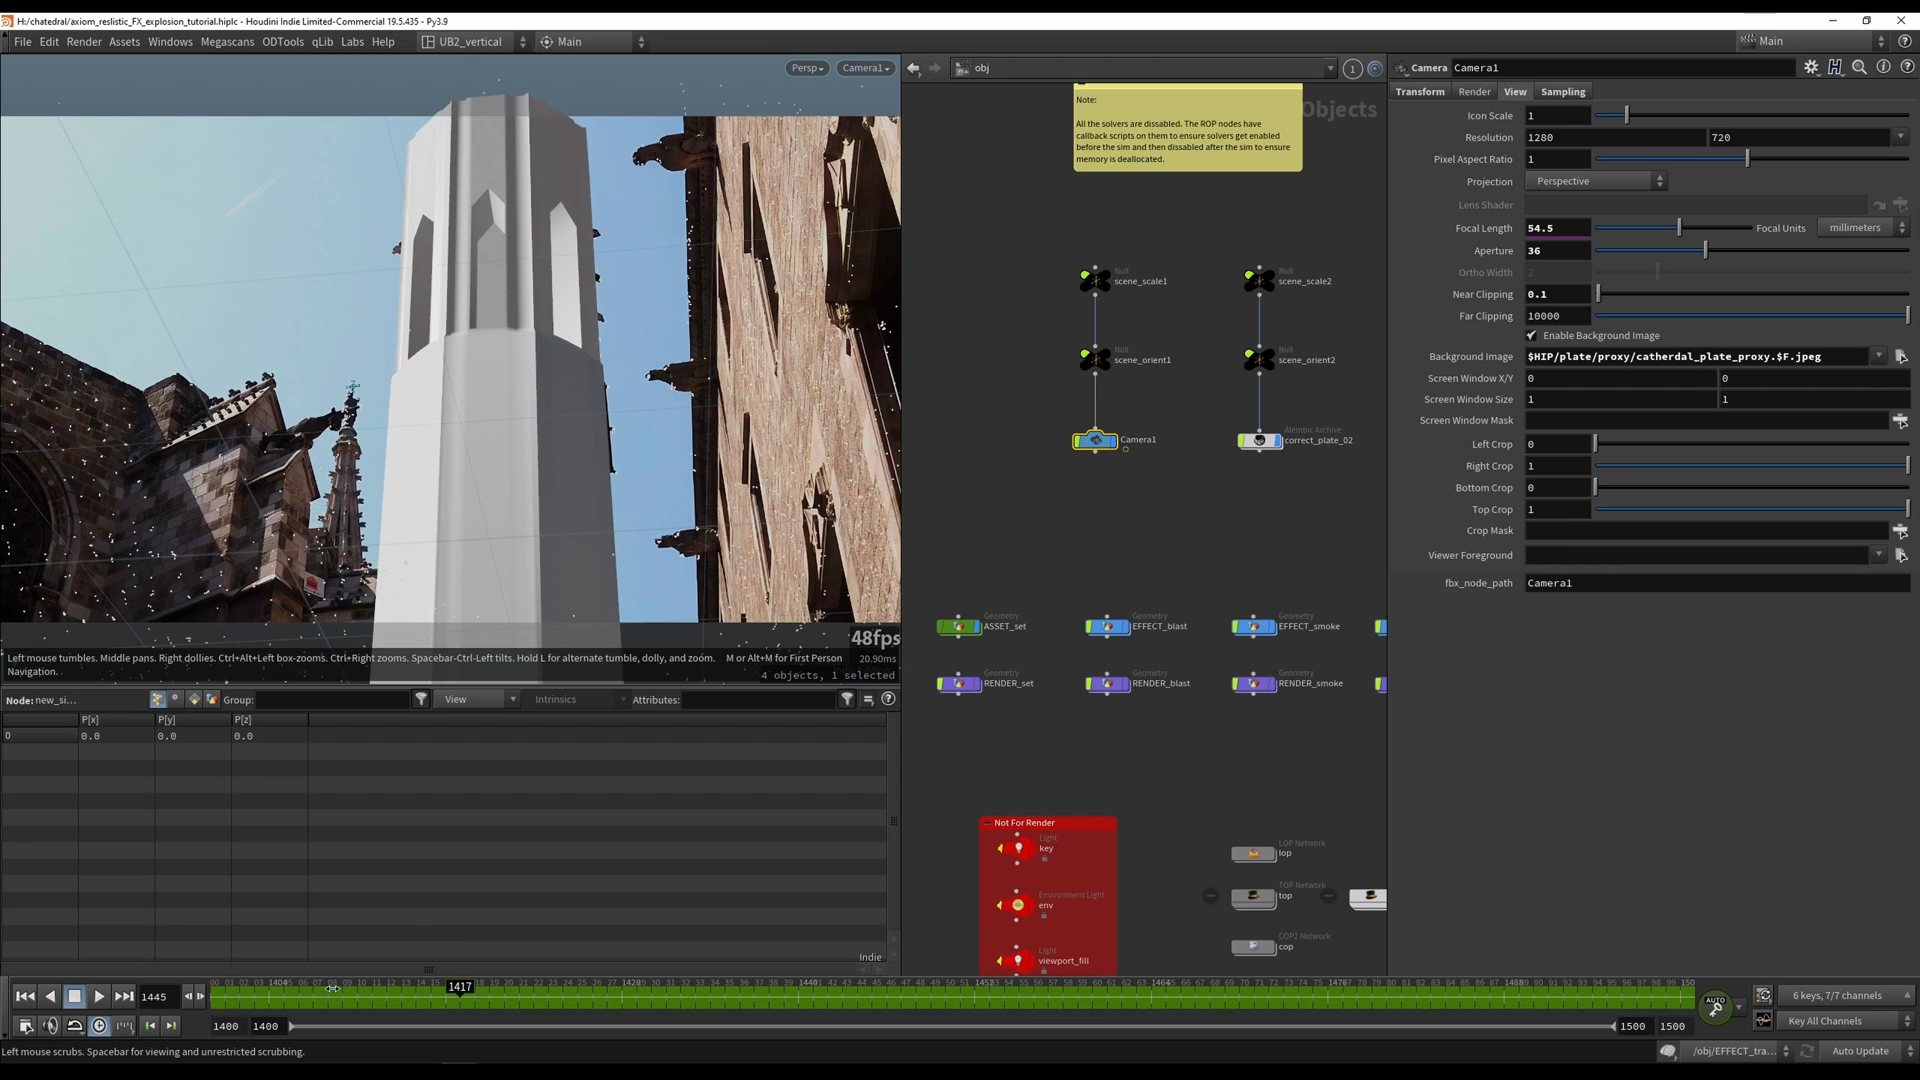 H:/chatedral/axiom_reslistic_FX_explosion_tutorial.hiplc - Houdini Indie Limited-Commercial 19.5.435 - Py3.9
File Edit Render Assets Windows Megascans ODTools qLib Labs Help UB2_vertical Main Main
Persp Camera1
obj
Objects
Note:
All the solvers are dissabled. The ROP nodes have
callback scripts on them to ensure solvers get enabled
before the sim and then dissabled after the sim to ensure
memory is deallocated.
Null
scene_scale1
Null
scene_scale2
Null
scene_orient1
Null
scene_orient2
Camera1
Alembic Archive
correct_plate_02
Geometry
ASSET_set
Geometry
EFFECT_blast
Geometry
EFFECT_smoke
Geometry
RENDER_set
Geometry
RENDER_blast
Geometry
RENDER_smoke
Not For Render
Light
key
Environment Light
env
Light
viewport_fill
LOP Network
lop
TOP Network
top
COP2 Network
cop
Camera Camera1
Transform Render View Sampling
Icon Scale 1
Resolution 1280 720
Pixel Aspect Ratio 1
Projection Perspective
Lens Shader
Focal Length 54.5 Focal Units millimeters
Aperture 36
Ortho Width 2
Near Clipping 0.1
Far Clipping 10000
Enable Background Image
Background Image $HIP/plate/proxy/catherdal_plate_proxy.$F.jpeg
Screen Window X/Y 0 0
Screen Window Size 1 1
Screen Window Mask
Left Crop 0
Right Crop 1
Bottom Crop 0
Top Crop 1
Crop Mask
Viewer Foreground
fbx_node_path Camera1
48fps
20.90ms
Left mouse tumbles. Middle pans. Right dollies. Ctrl+Alt+Left box-zooms. Ctrl+Right zooms. Spacebar-Ctrl-Left tilts. Hold L for alternate tumble, dolly, and zoom. M or Alt+M for First Person
Navigation.
4 objects, 1 selected
Node: new_si... Group: View Intrinsics Attributes:
P[x] P[y] P[z]
0 0.0 0.0 0.0
Indie
1445 1417
1400 1400 1500 1500
6 keys, 7/7 channels
AUTO
Key All Channels
Left mouse scrubs. Spacebar for viewing and unrestricted scrubbing.
/obj/EFFECT_tra... Auto Update